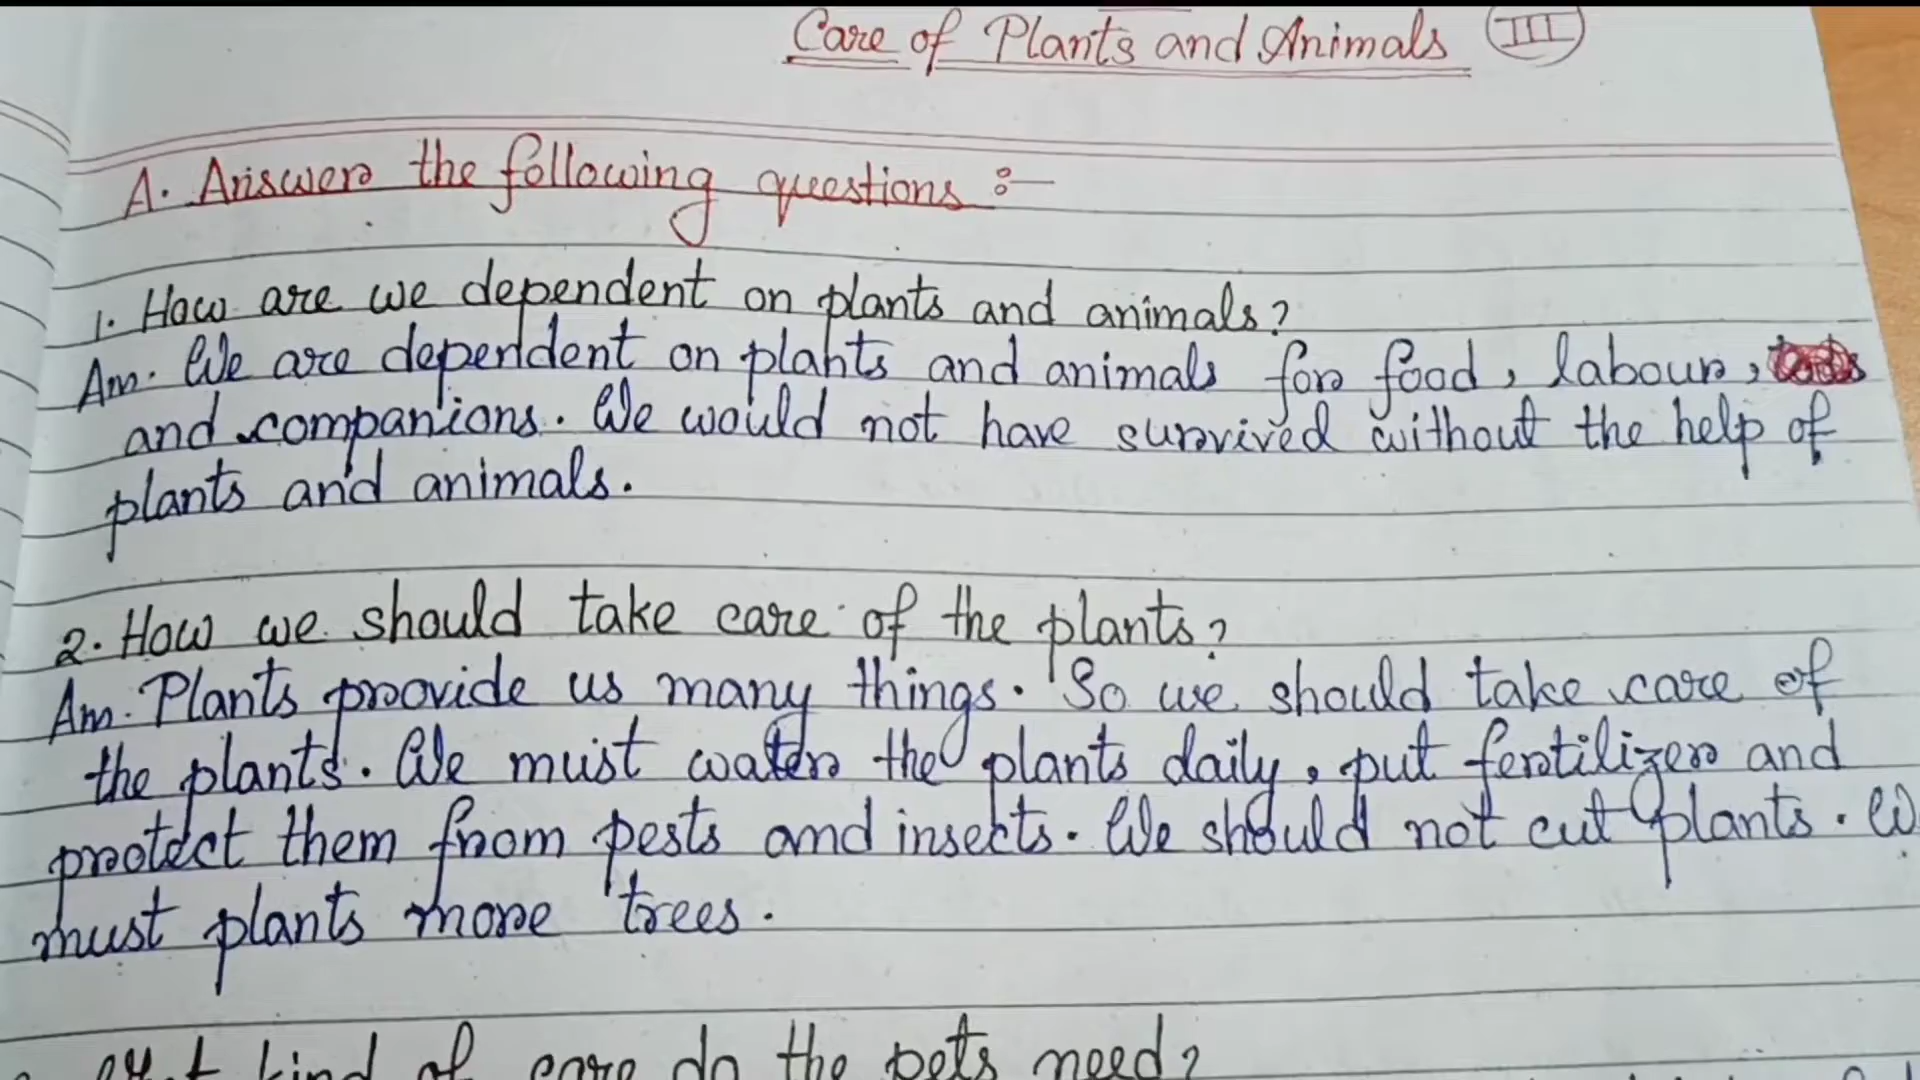 Care of Plants and Animals III
A. Answer the following questions :-
1. How are we dependent on plants and animals?
Ans. We are dependent on plants and animals for food, labour,
and companions. We would not have survived without the help of
plants and animals.
2. How we should take care of the plants?
Ans. Plants provide us many things. So we should take care of
the plants. We must water the plants daily, put fertilizer and
protect them from pests and insects. We should not cut plants. W
must plants more trees.
kind of care do the pets need?